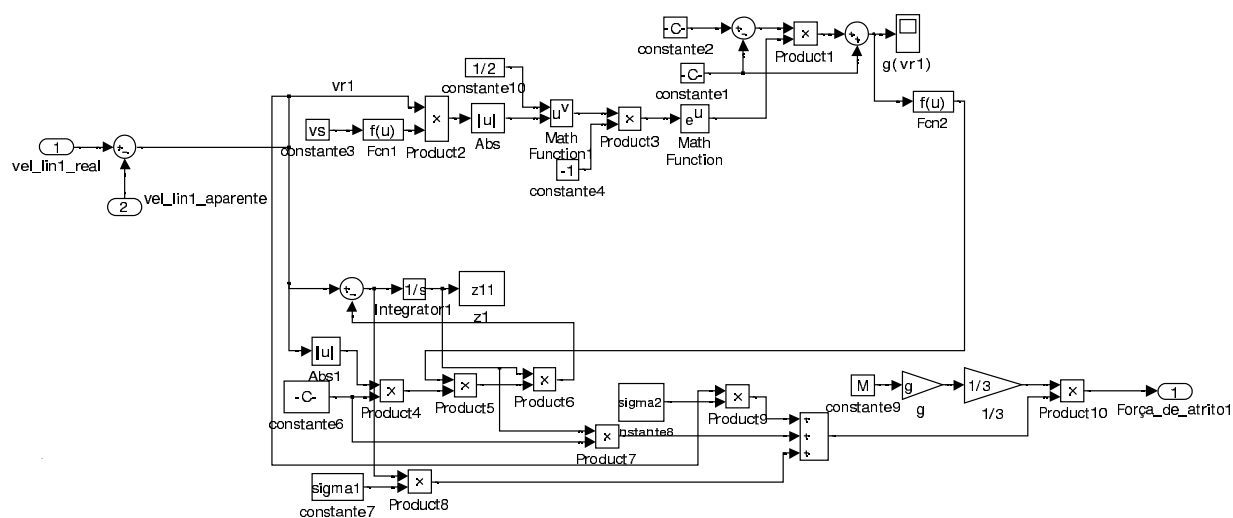 -C-
constante2
Product1
g(vr1)
-C-
constante1
1/2
constante10
vr1
vs
constante3
f(u)
Fcn1
×
Product2
|u|
Abs
u^v
Math
Function1
×
Product3
-1
constante4
e^u
Math
Function
f(u)
Fcn2
1
vel_lin1_real
2
vel_lin1_aparente
1/s
Integrator1
z11
z1
|u|
Abs1
-C-
constante6
×
Product4
×
Product5
×
Product6
sigma2
nstante8
×
Product9
×
Product7
M
constante9
g
g
1/3
1/3
×
Product10
1
Força_de_atrito1
sigma1
constante7
×
Product8